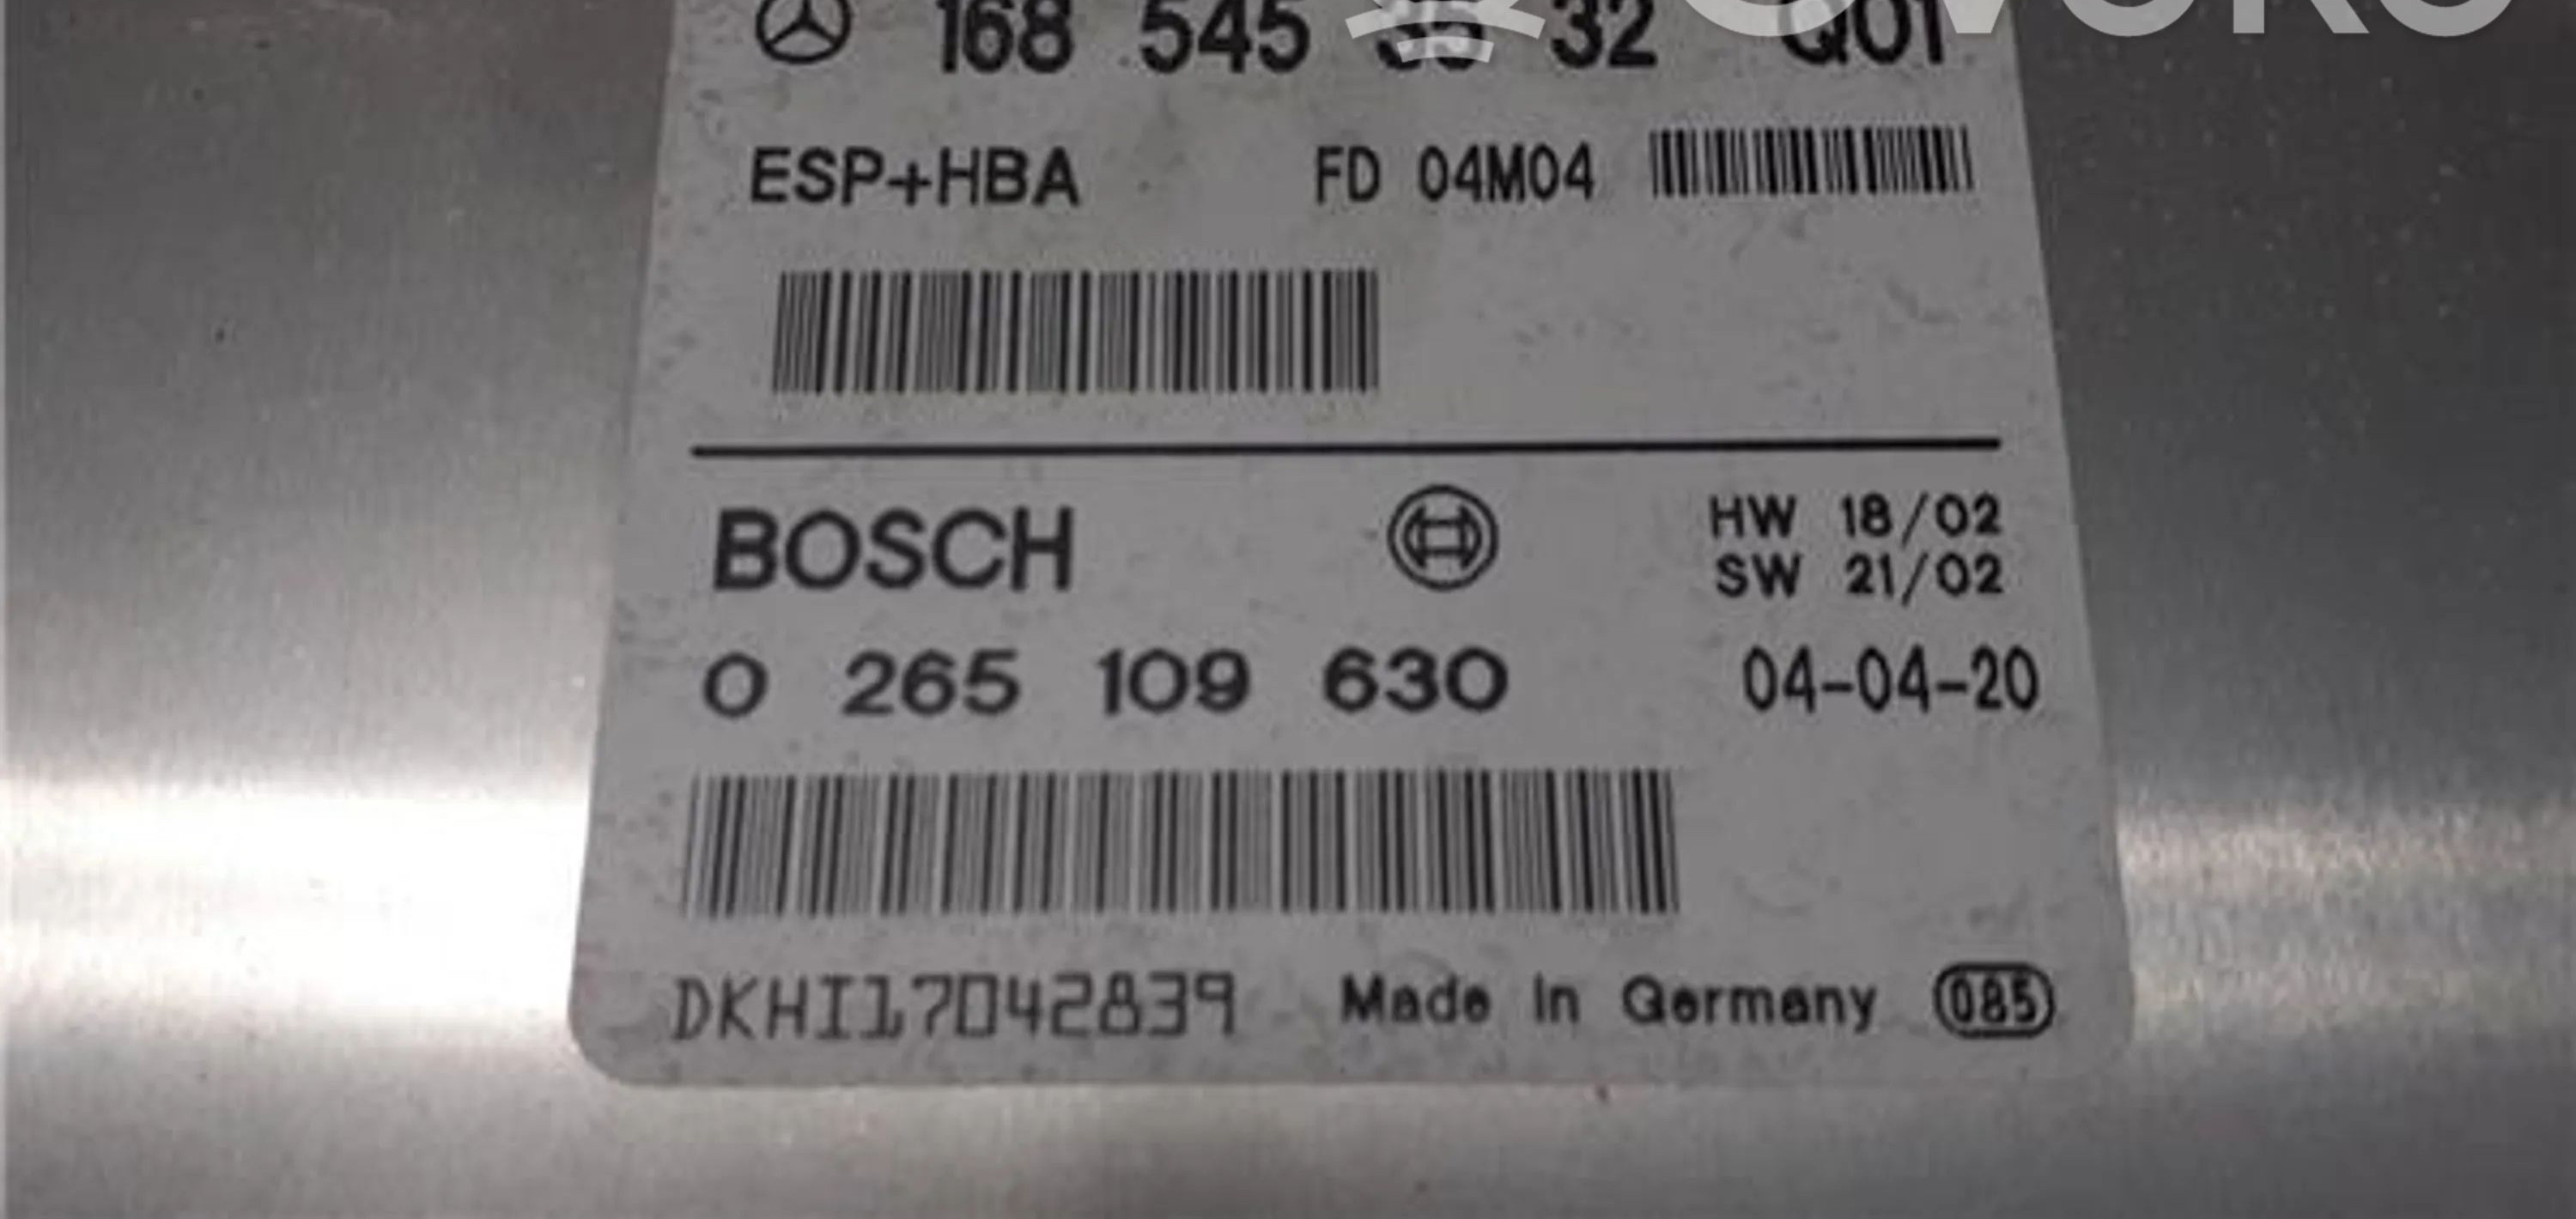 168 545 35 32 Q01
ESP+HBA FD 04M04
BOSCH HW 18/02
SW 21/02
0 265 109 630 04-04-20
DKHI17042839 Made in Germany 085